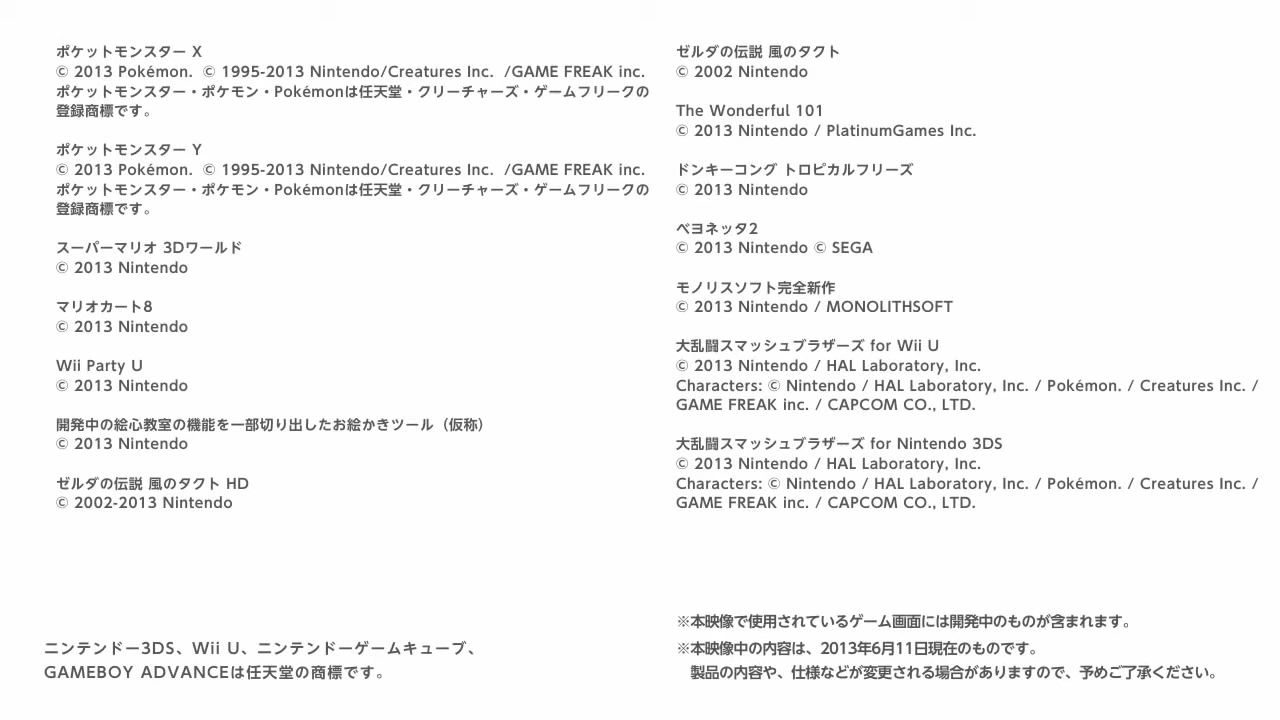 ポケットモンスター X
© 2013 Pokémon. © 1995-2013 Nintendo/Creatures Inc. /GAME FREAK inc.
ポケットモンスター・ポケモン・Pokémonは任天堂・クリーチャーズ・ゲームフリークの
登録商標です。
ポケットモンスター Y
© 2013 Pokémon. © 1995-2013 Nintendo/Creatures Inc. /GAME FREAK inc.
ポケットモンスター・ポケモン・Pokémonは任天堂・クリーチャーズ・ゲームフリークの
登録商標です。
スーパーマリオ 3Dワールド
© 2013 Nintendo
マリオカート8
© 2013 Nintendo
Wii Party U
© 2013 Nintendo
開発中の絵心教室の機能を一部切り出したお絵かきツール（仮称）
© 2013 Nintendo
ゼルダの伝説 風のタクト HD
© 2002-2013 Nintendo
ゼルダの伝説 風のタクト
© 2002 Nintendo
The Wonderful 101
© 2013 Nintendo / PlatinumGames Inc.
ドンキーコング トロピカルフリーズ
© 2013 Nintendo
ベヨネッタ2
© 2013 Nintendo © SEGA
モノリスソフト完全新作
© 2013 Nintendo / MONOLITHSOFT
大乱闘スマッシュブラザーズ for Wii U
© 2013 Nintendo / HAL Laboratory, Inc.
Characters: © Nintendo / HAL Laboratory, Inc. / Pokémon. / Creatures Inc. /
GAME FREAK inc. / CAPCOM CO., LTD.
大乱闘スマッシュブラザーズ for Nintendo 3DS
© 2013 Nintendo / HAL Laboratory, Inc.
Characters: © Nintendo / HAL Laboratory, Inc. / Pokémon. / Creatures Inc. /
GAME FREAK inc. / CAPCOM CO., LTD.
ニンテンドー3DS、Wii U、ニンテンドーゲームキューブ、
GAMEBOY ADVANCEは任天堂の商標です。
※本映像で使用されているゲーム画面には開発中のものが含まれます。
※本映像中の内容は、2013年6月11日現在のものです。
製品の内容や、仕様などが変更される場合がありますので、予めご了承ください。